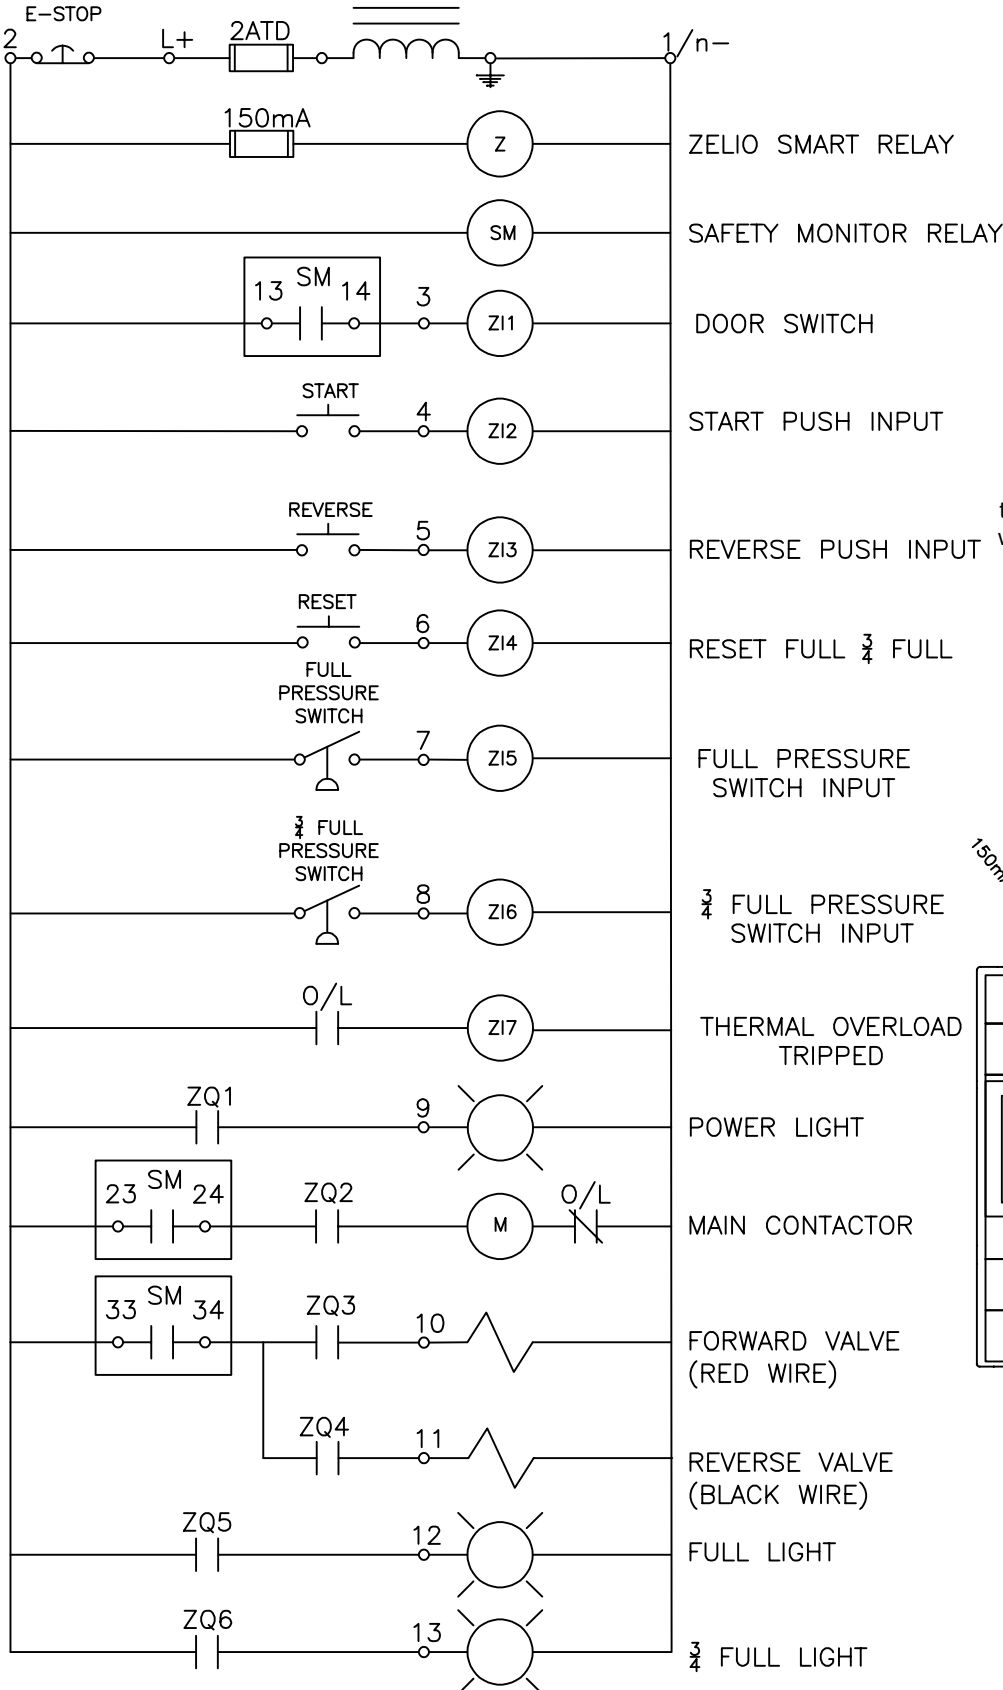 E-STOP
2
L+
2ATD
1/n-
150mA
Z
ZELIO SMART RELAY
SM
SAFETY MONITOR RELAY
SM
13
14
3
ZI1
DOOR SWITCH
START
4
ZI2
START PUSH INPUT
REVERSE
5
ZI3
REVERSE PUSH INPUT
RESET
6
ZI4
RESET FULL 3/4 FULL
FULL
PRESSURE
SWITCH
7
ZI5
FULL PRESSURE
SWITCH INPUT
3/4 FULL
PRESSURE
SWITCH
8
ZI6
3/4 FULL PRESSURE
SWITCH INPUT
150m
O/L
ZI7
THERMAL OVERLOAD
TRIPPED
ZQ1
9
POWER LIGHT
SM
23
24
ZQ2
M
O/L
MAIN CONTACTOR
SM
33
34
ZQ3
10
FORWARD VALVE
(RED WIRE)
ZQ4
11
REVERSE VALVE
(BLACK WIRE)
ZQ5
12
FULL LIGHT
ZQ6
13
3/4 FULL LIGHT